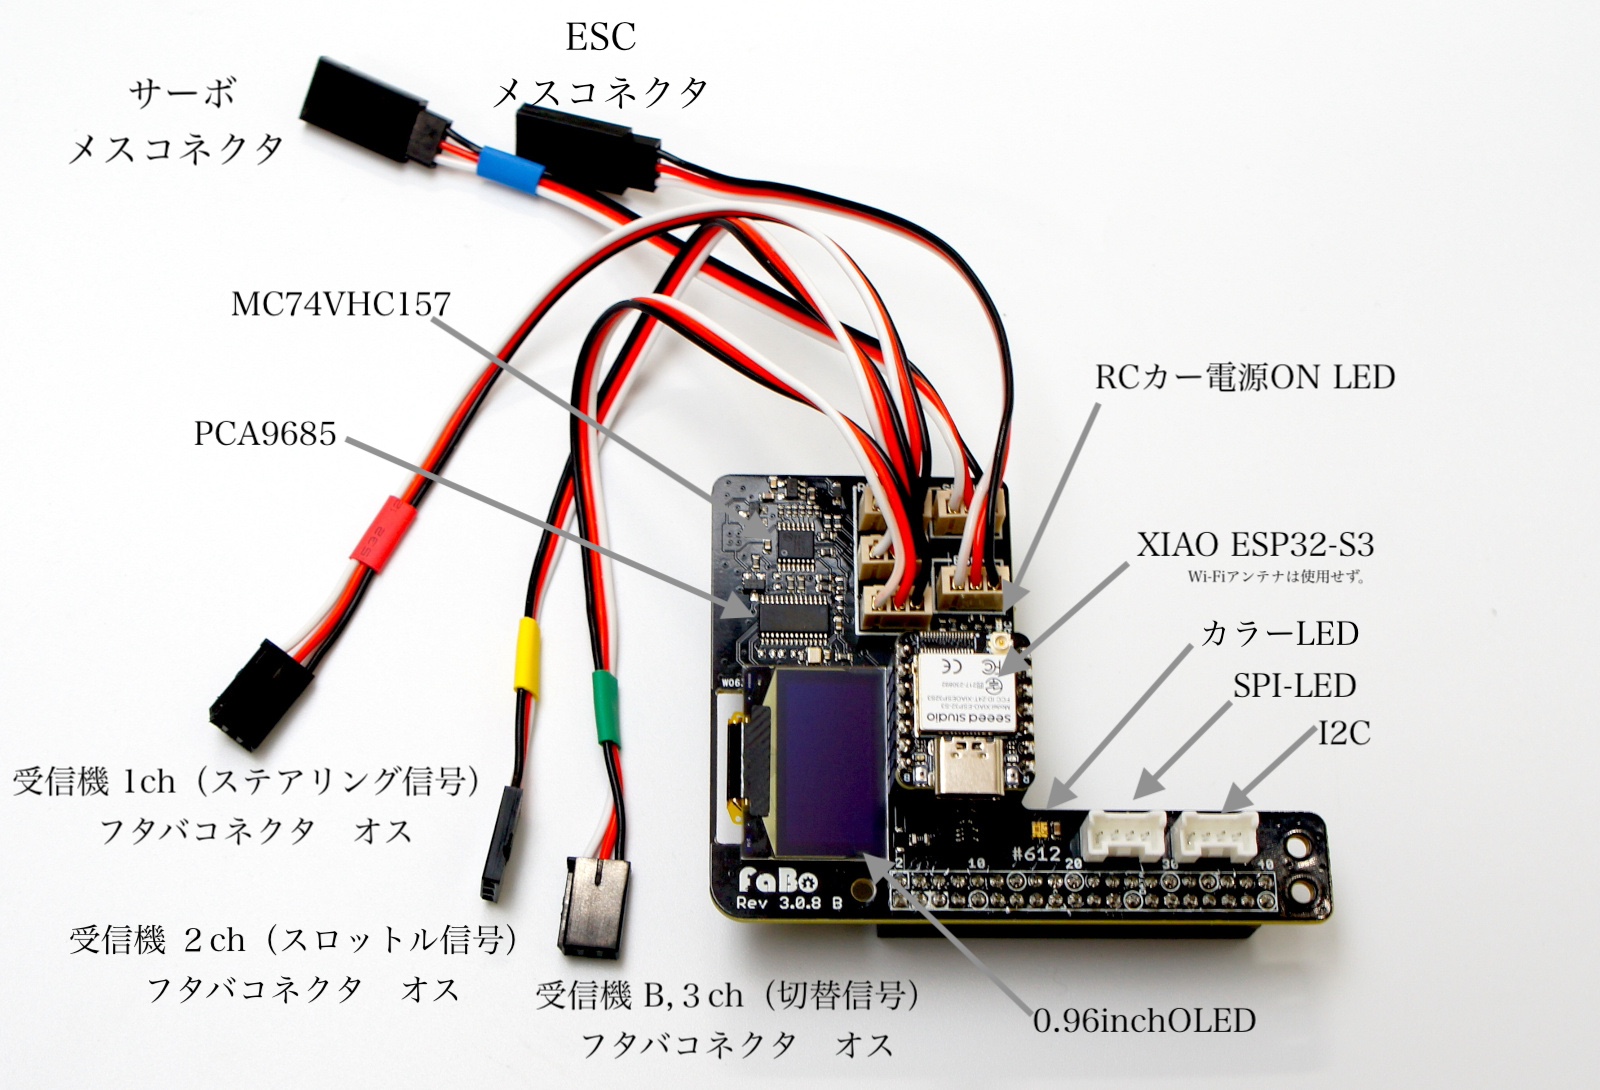 ESC
メスコネクタ
サーボ
メスコネクタ
MC74VHC157
PCA9685
RCカー電源ON LED
XIAO ESP32-S3
Wi-Fiアンテナは使用せず。
カラーLED
SPI-LED
I2C
受信機 1ch（ステアリング信号）
フタバコネクタ　オス
受信機 ２ch（スロットル信号）
フタバコネクタ　オス
受信機 B,３ch（切替信号）
フタバコネクタ　オス
0.96inchOLED
seeed studio
Model:XIAO-ESP32-S3
#612
2 10 20 30 40
FaBo
Rev 3.0.8 B